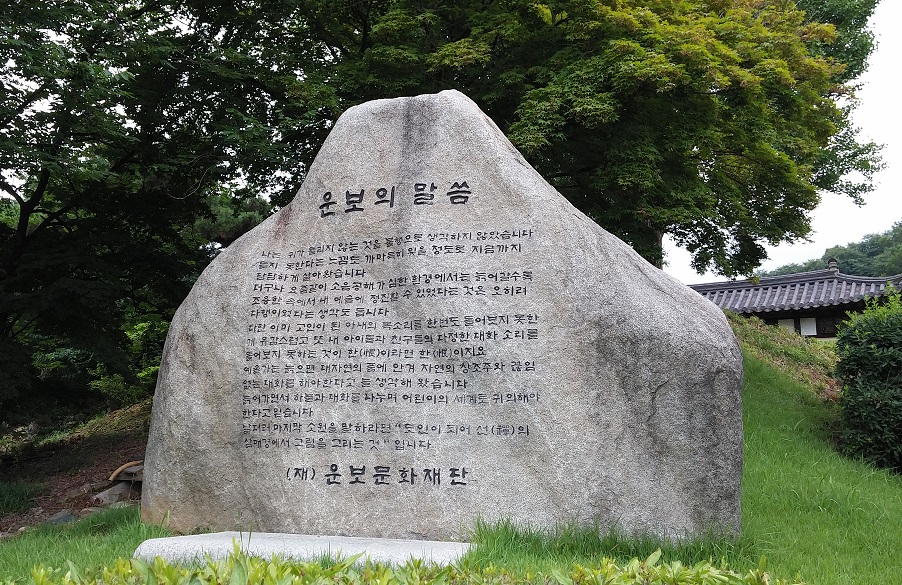 운보의 말씀
나는 귀가 들리지 않는 것을 불행으로 생각하지 않았습니다
듣지 못한다는 느낌도 까마득히 잊을 정도로 지금까지
담담하게 살아왔습니다
더구나 요즘같이 소음공해가 심한 환경에서는 늙어갈수록
조용한 속에서 내 예술에 정진할 수 있었다는 것은 오히려
다행이었다는 생각도 듭니다
다만 이미 고인이 된 아내의 목소리를 한번도 들어보지 못한
게 유감스럽고 또 내 아이들과 친구들의 다정한 대화 소리를
들어보지 못하는 것이 한(恨)이라면 한(恨)이지요
예술가는 늙으면 대자연의 품에 안겨 자연의 창조주와 끊임
없는 대화를 해야한다고 늘 생각해 왔습니다
늙어가면서 하늘과 대화를 나누며 어린이의 세계로 귀의해야
한다고 믿습니다
날더러 마지막 소원을 말하라면 "도인이 되어 선(禪)의
삼매경에서 그림을 그리는 것" 입니다
(재) 운보문화재단